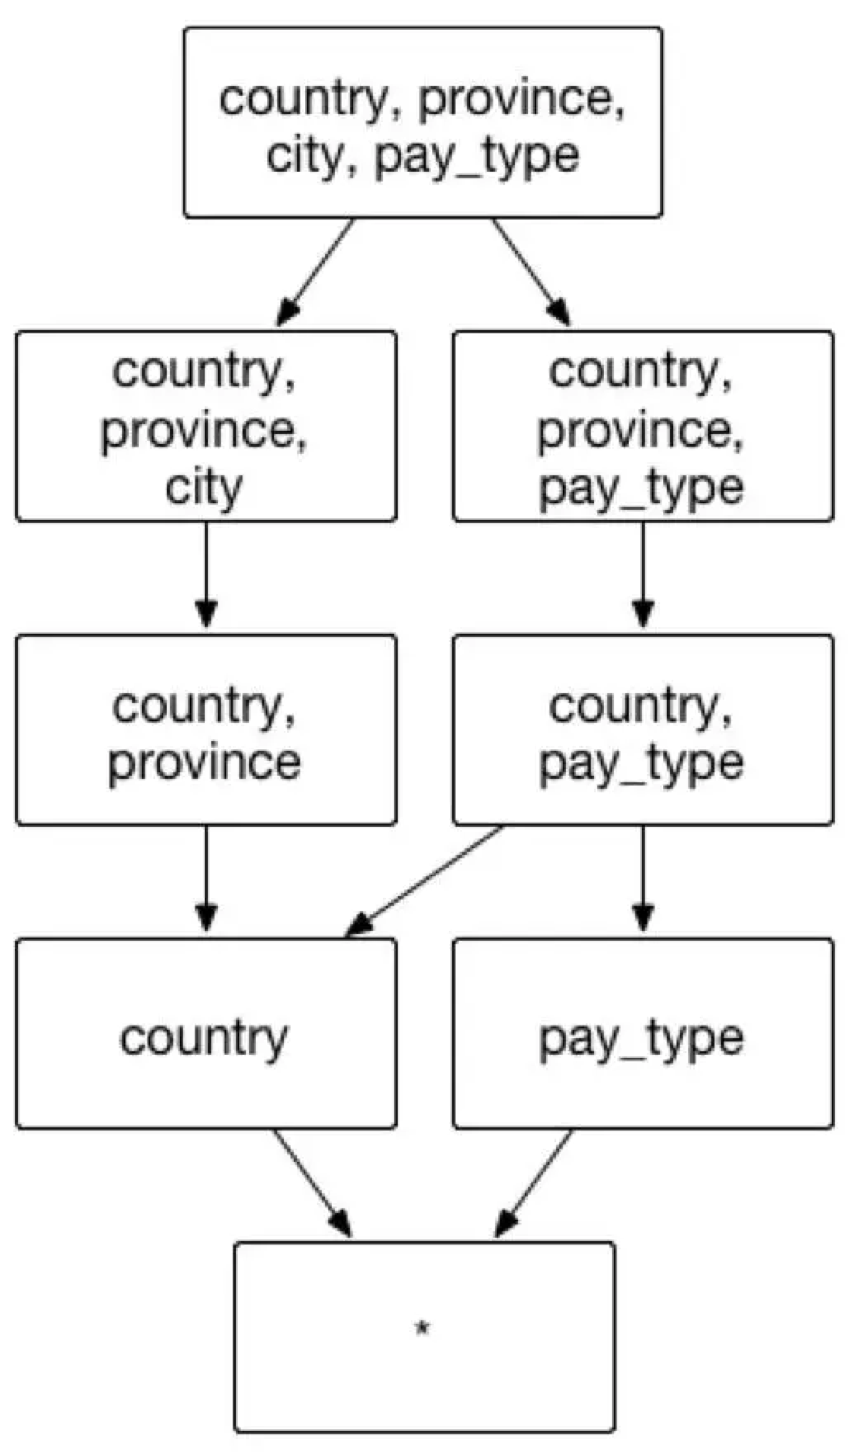 country, province,
city, pay_type
country,
province,
city
country,
province,
pay_type
country,
province
country,
pay_type
country
pay_type
*